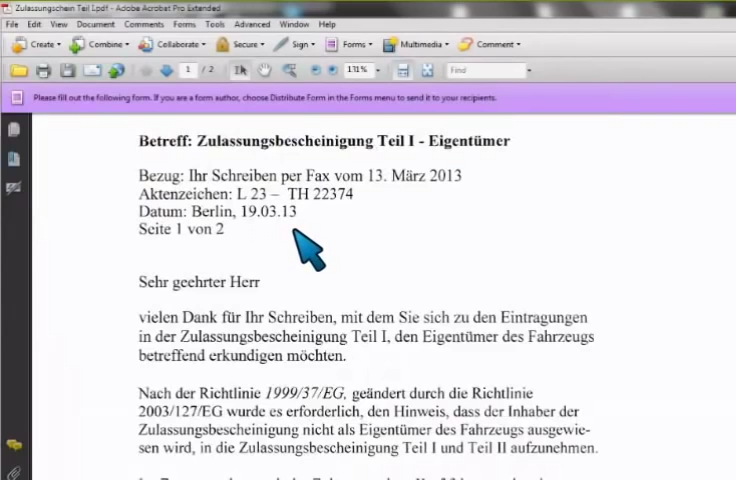 Zulassungschein Teil I.pdf - Adobe Acrobat Pro Extended
File Edit View Document Comments Forms Tools Advanced Window Help
Create Combine Collaborate Secure Sign Forms Multimedia Comment
1 / 2 131% Find
Please fill out the following form. If you are a form author, choose Distribute Form in the Forms menu to send it to your recipients.
Betreff: Zulassungsbescheinigung Teil I - Eigentümer
Bezug: Ihr Schreiben per Fax vom 13. März 2013
Aktenzeichen: L 23 – TH 22374
Datum: Berlin, 19.03.13
Seite 1 von 2
Sehr geehrter Herr
vielen Dank für Ihr Schreiben, mit dem Sie sich zu den Eintragungen
in der Zulassungsbescheinigung Teil I, den Eigentümer des Fahrzeugs
betreffend erkundigen möchten.
Nach der Richtlinie 1999/37/EG, geändert durch die Richtlinie
2003/127/EG wurde es erforderlich, den Hinweis, dass der Inhaber der
Zulassungsbescheinigung nicht als Eigentümer des Fahrzeugs ausgewie-
sen wird, in die Zulassungsbescheinigung Teil I und Teil II aufzunehmen.